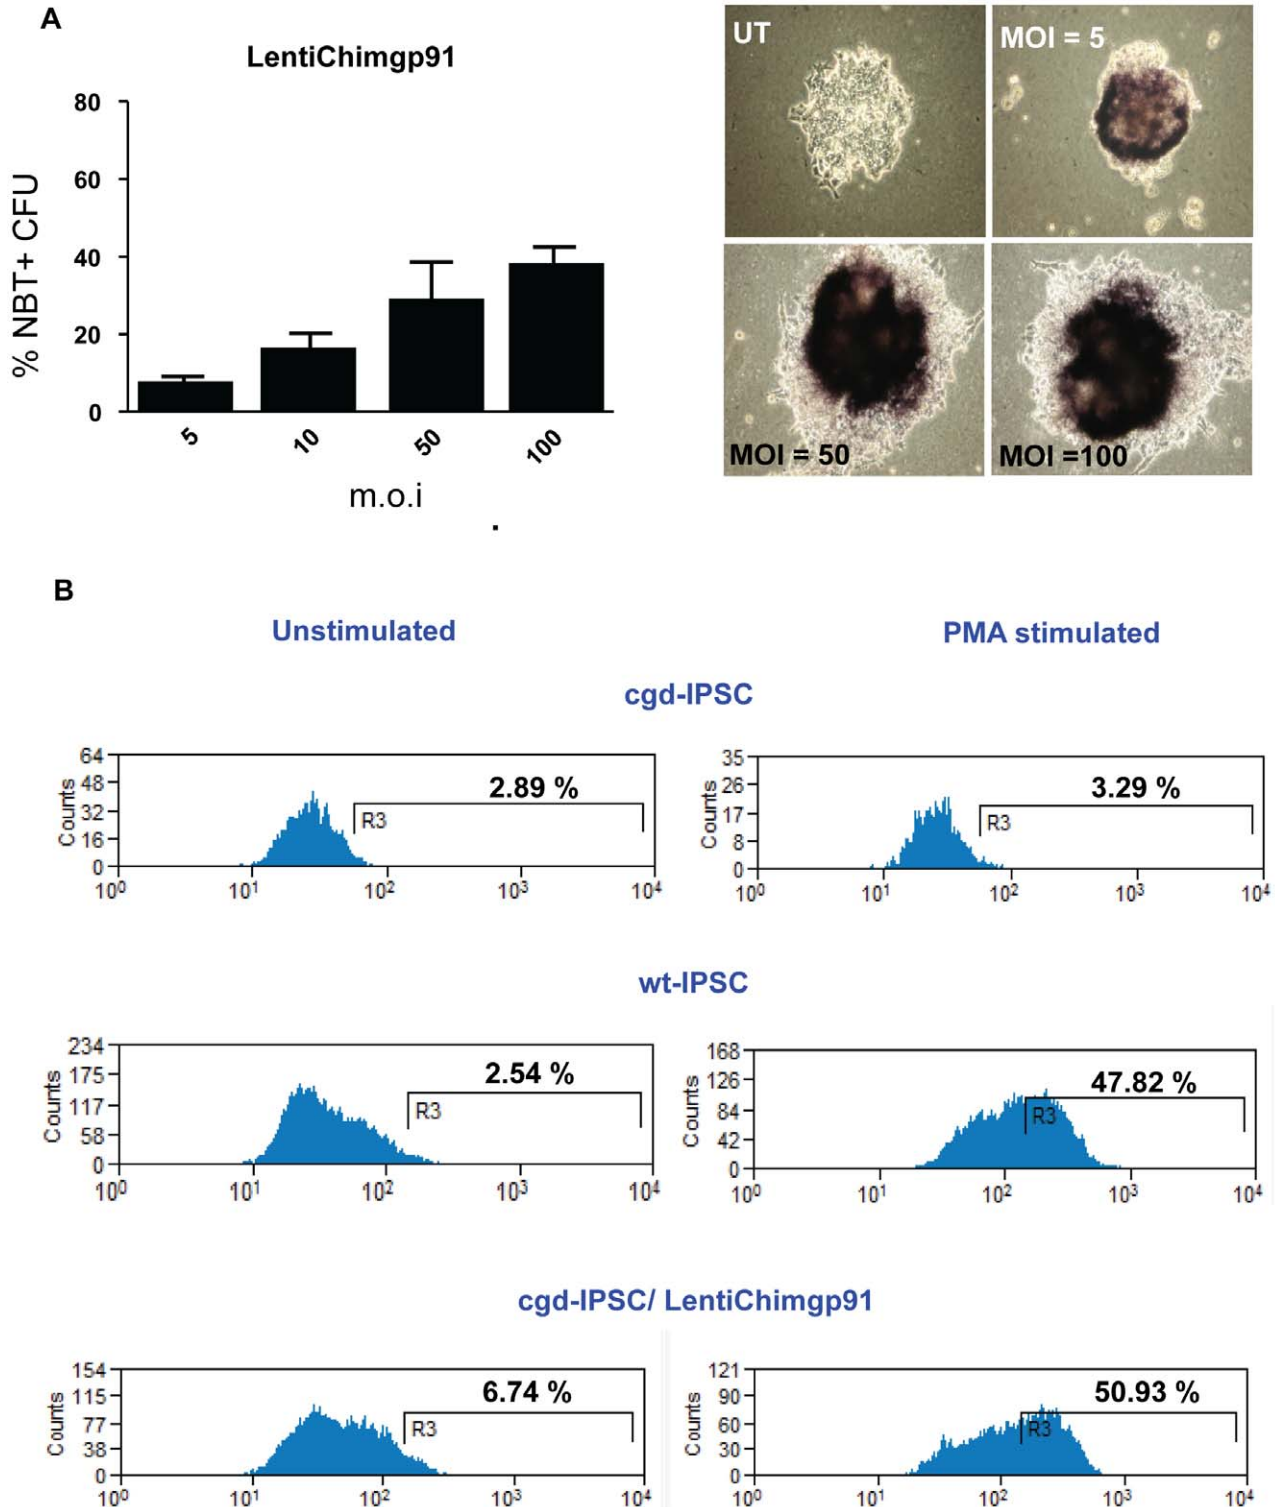 A
LentiChimgp91
80
60
40
20
0
% NBT+ CFU
5
10
50
100
m.o.i
UT
MOI = 5
MOI = 50
MOI =100
B
Unstimulated
PMA stimulated
cgd-IPSC
64
48
32
16
0
Counts
2.89 %
R3
10⁰ 10¹ 10² 10³ 10⁴
35
26
17
8
0
Counts
3.29 %
R3
10⁰ 10¹ 10² 10³ 10⁴
wt-IPSC
234
175
117
58
0
Counts
2.54 %
R3
10⁰ 10¹ 10² 10³ 10⁴
168
126
84
42
0
Counts
47.82 %
R3
10⁰ 10¹ 10² 10³ 10⁴
cgd-IPSC/ LentiChimgp91
154
115
77
38
0
Counts
6.74 %
R3
10⁰ 10¹ 10² 10³ 10⁴
121
90
60
30
0
Counts
50.93 %
R3
10⁰ 10¹ 10² 10³ 10⁴